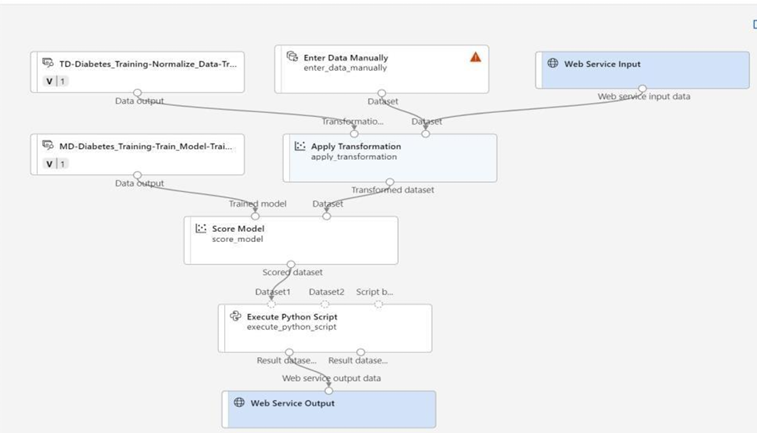 TD-Diabetes_Training-Normalize_Data-Tr...
V 1
Data output
Enter Data Manually
enter_data_manually
Dataset
Web Service Input
Web service input data
Transformatio...
Dataset
MD-Diabetes_Training-Train_Model-Trai...
V 1
Data output
Apply Transformation
apply_transformation
Transformed dataset
Trained model
Dataset
Score Model
score_model
Scored dataset
Dataset1
Dataset2
Script b...
Execute Python Script
execute_python_script
Result datase...
Result datase...
Web service output data
Web Service Output